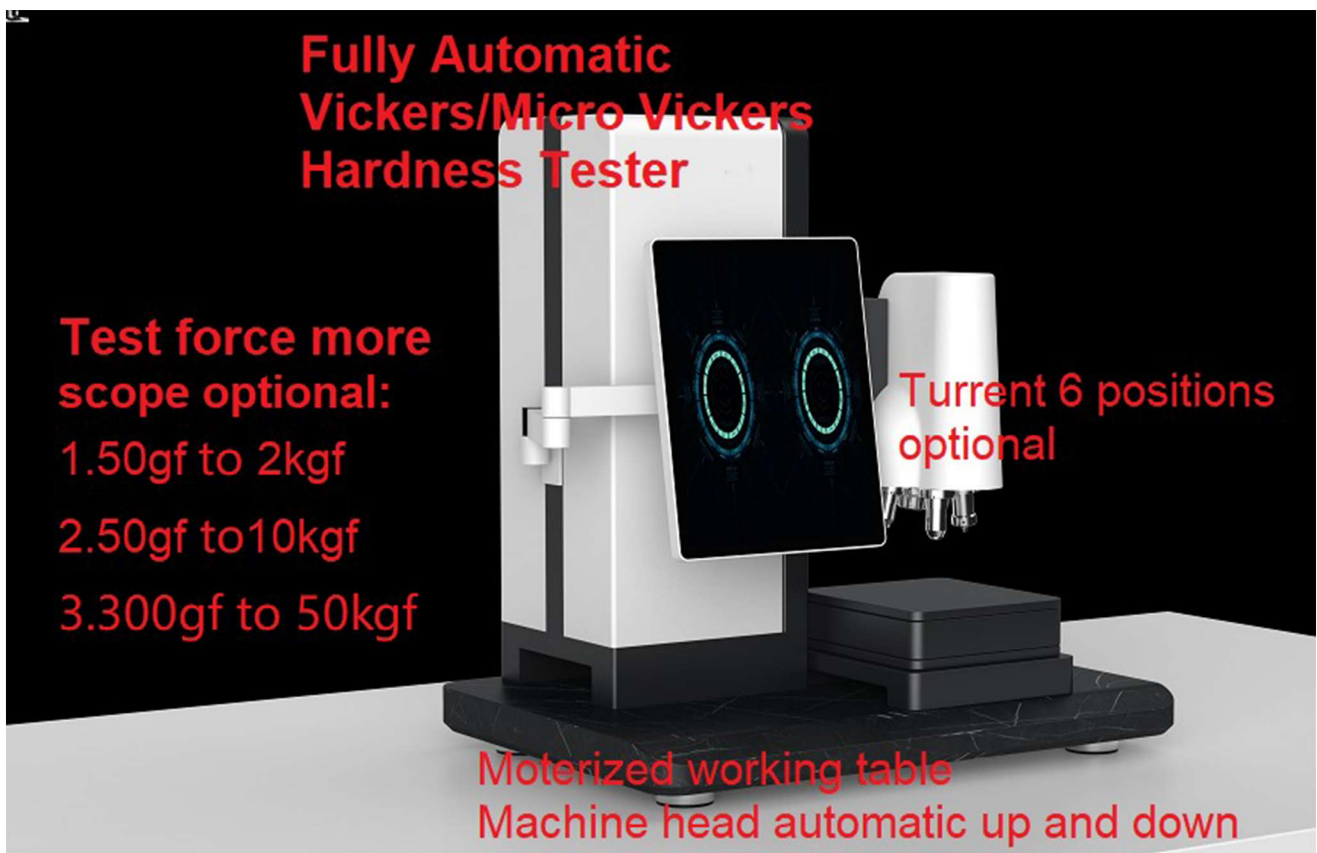 Fully Automatic
Vickers/Micro Vickers
Hardness Tester
Test force more
scope optional:
1.50gf to 2kgf
2.50gf to10kgf
3.300gf to 50kgf
Turrent 6 positions
optional
Moterized working table
Machine head automatic up and down